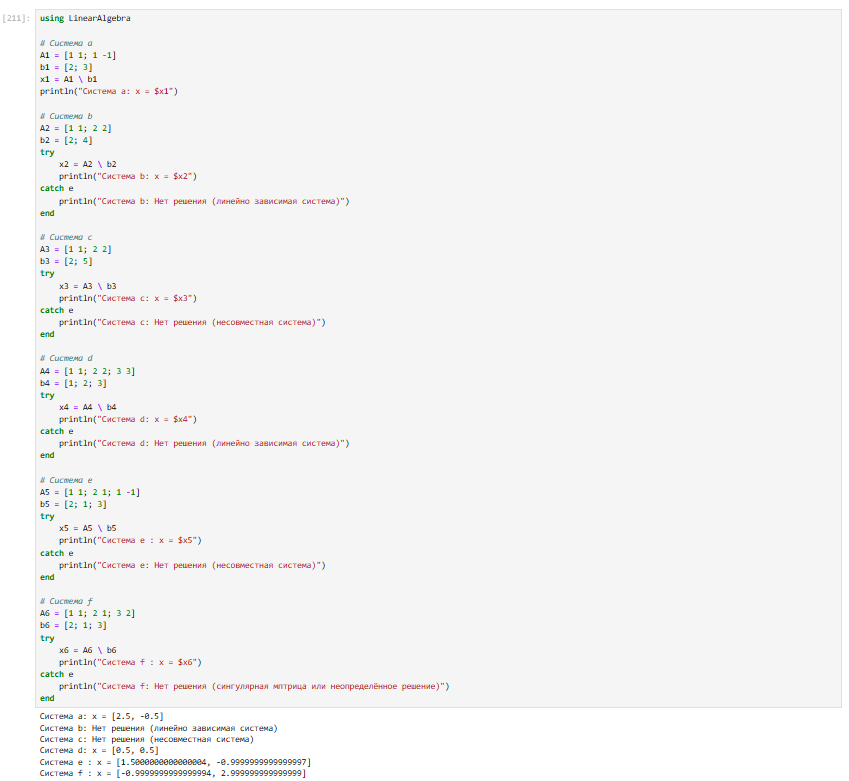 [211]: using LinearAlgebra
# Система a
A1 = [1 1; 1 -1]
b1 = [2; 3]
x1 = A1 \ b1
println("Система a: x = $x1")
# Система b
A2 = [1 1; 2 2]
b2 = [2; 4]
try
    x2 = A2 \ b2
    println("Система b: x = $x2")
catch e
    println("Система b: Нет решения (линейно зависимая система)")
end
# Система c
A3 = [1 1; 2 2]
b3 = [2; 5]
try
    x3 = A3 \ b3
    println("Система c: x = $x3")
catch e
    println("Система c: Нет решения (несовместная система)")
end
# Система d
A4 = [1 1; 2 2; 3 3]
b4 = [1; 2; 3]
try
    x4 = A4 \ b4
    println("Система d: x = $x4")
catch e
    println("Система d: Нет решения (линейно зависимая система)")
end
# Система e
A5 = [1 1; 2 1; 1 -1]
b5 = [2; 1; 3]
try
    x5 = A5 \ b5
    println("Система e : x = $x5")
catch e
    println("Система e: Нет решения (несовместная система)")
end
# Система f
A6 = [1 1; 2 1; 3 2]
b6 = [2; 1; 3]
try
    x6 = A6 \ b6
    println("Система f : x = $x6")
catch e
    println("Система f: Нет решения (сингулярная мптрица или неопределённое решение)")
end
Система a: x = [2.5, -0.5]
Система b: Нет решения (линейно зависимая система)
Система c: Нет решения (несовместная система)
Система d: x = [0.5, 0.5]
Система e : x = [1.5000000000000004, -0.9999999999999997]
Система f : x = [-0.9999999999999994, 2.999999999999999]